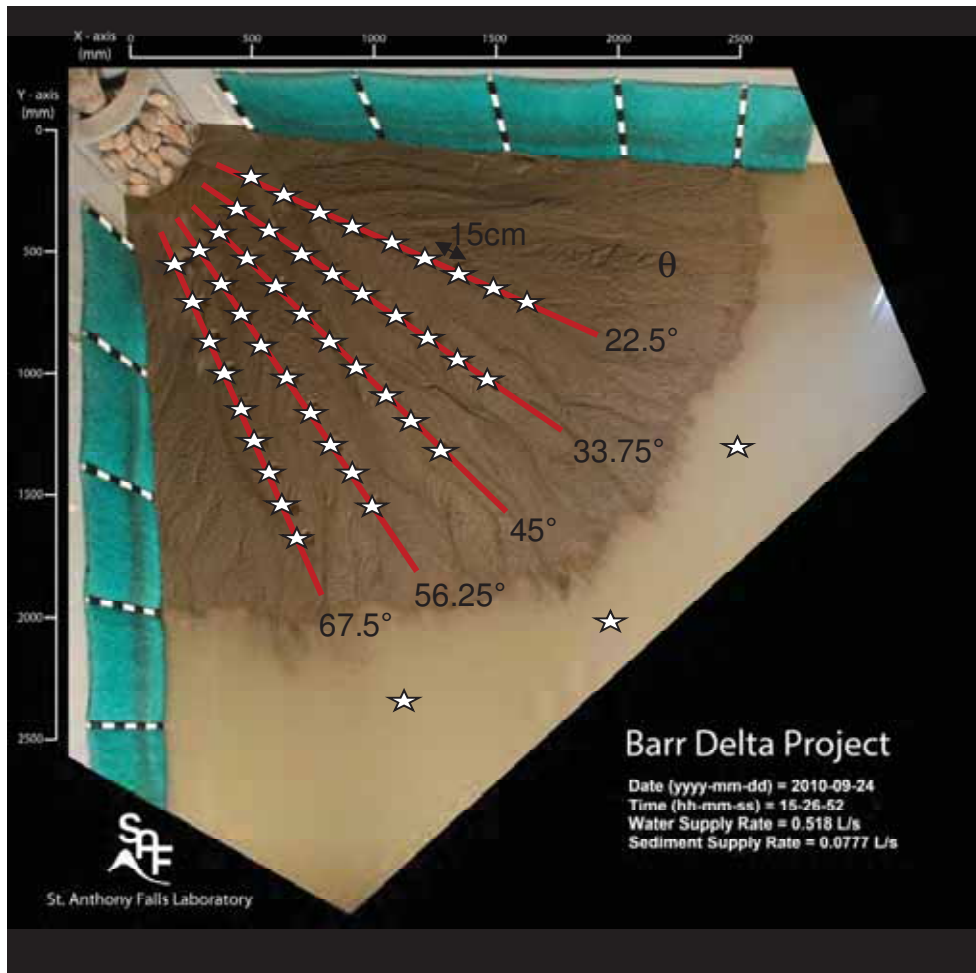 X - axis
(mm)
0 500 1000 1500 2000 2500
Y - axis
(mm)
0
500
1000
1500
2000
2500
15cm
θ
22.5°
33.75°
45°
56.25°
67.5°
Barr Delta Project
Date (yyyy-mm-dd) = 2010-09-24
Time (hh-mm-ss) = 15-26-52
Water Supply Rate = 0.518 L/s
Sediment Supply Rate = 0.0777 L/s
SAF
St. Anthony Falls Laboratory